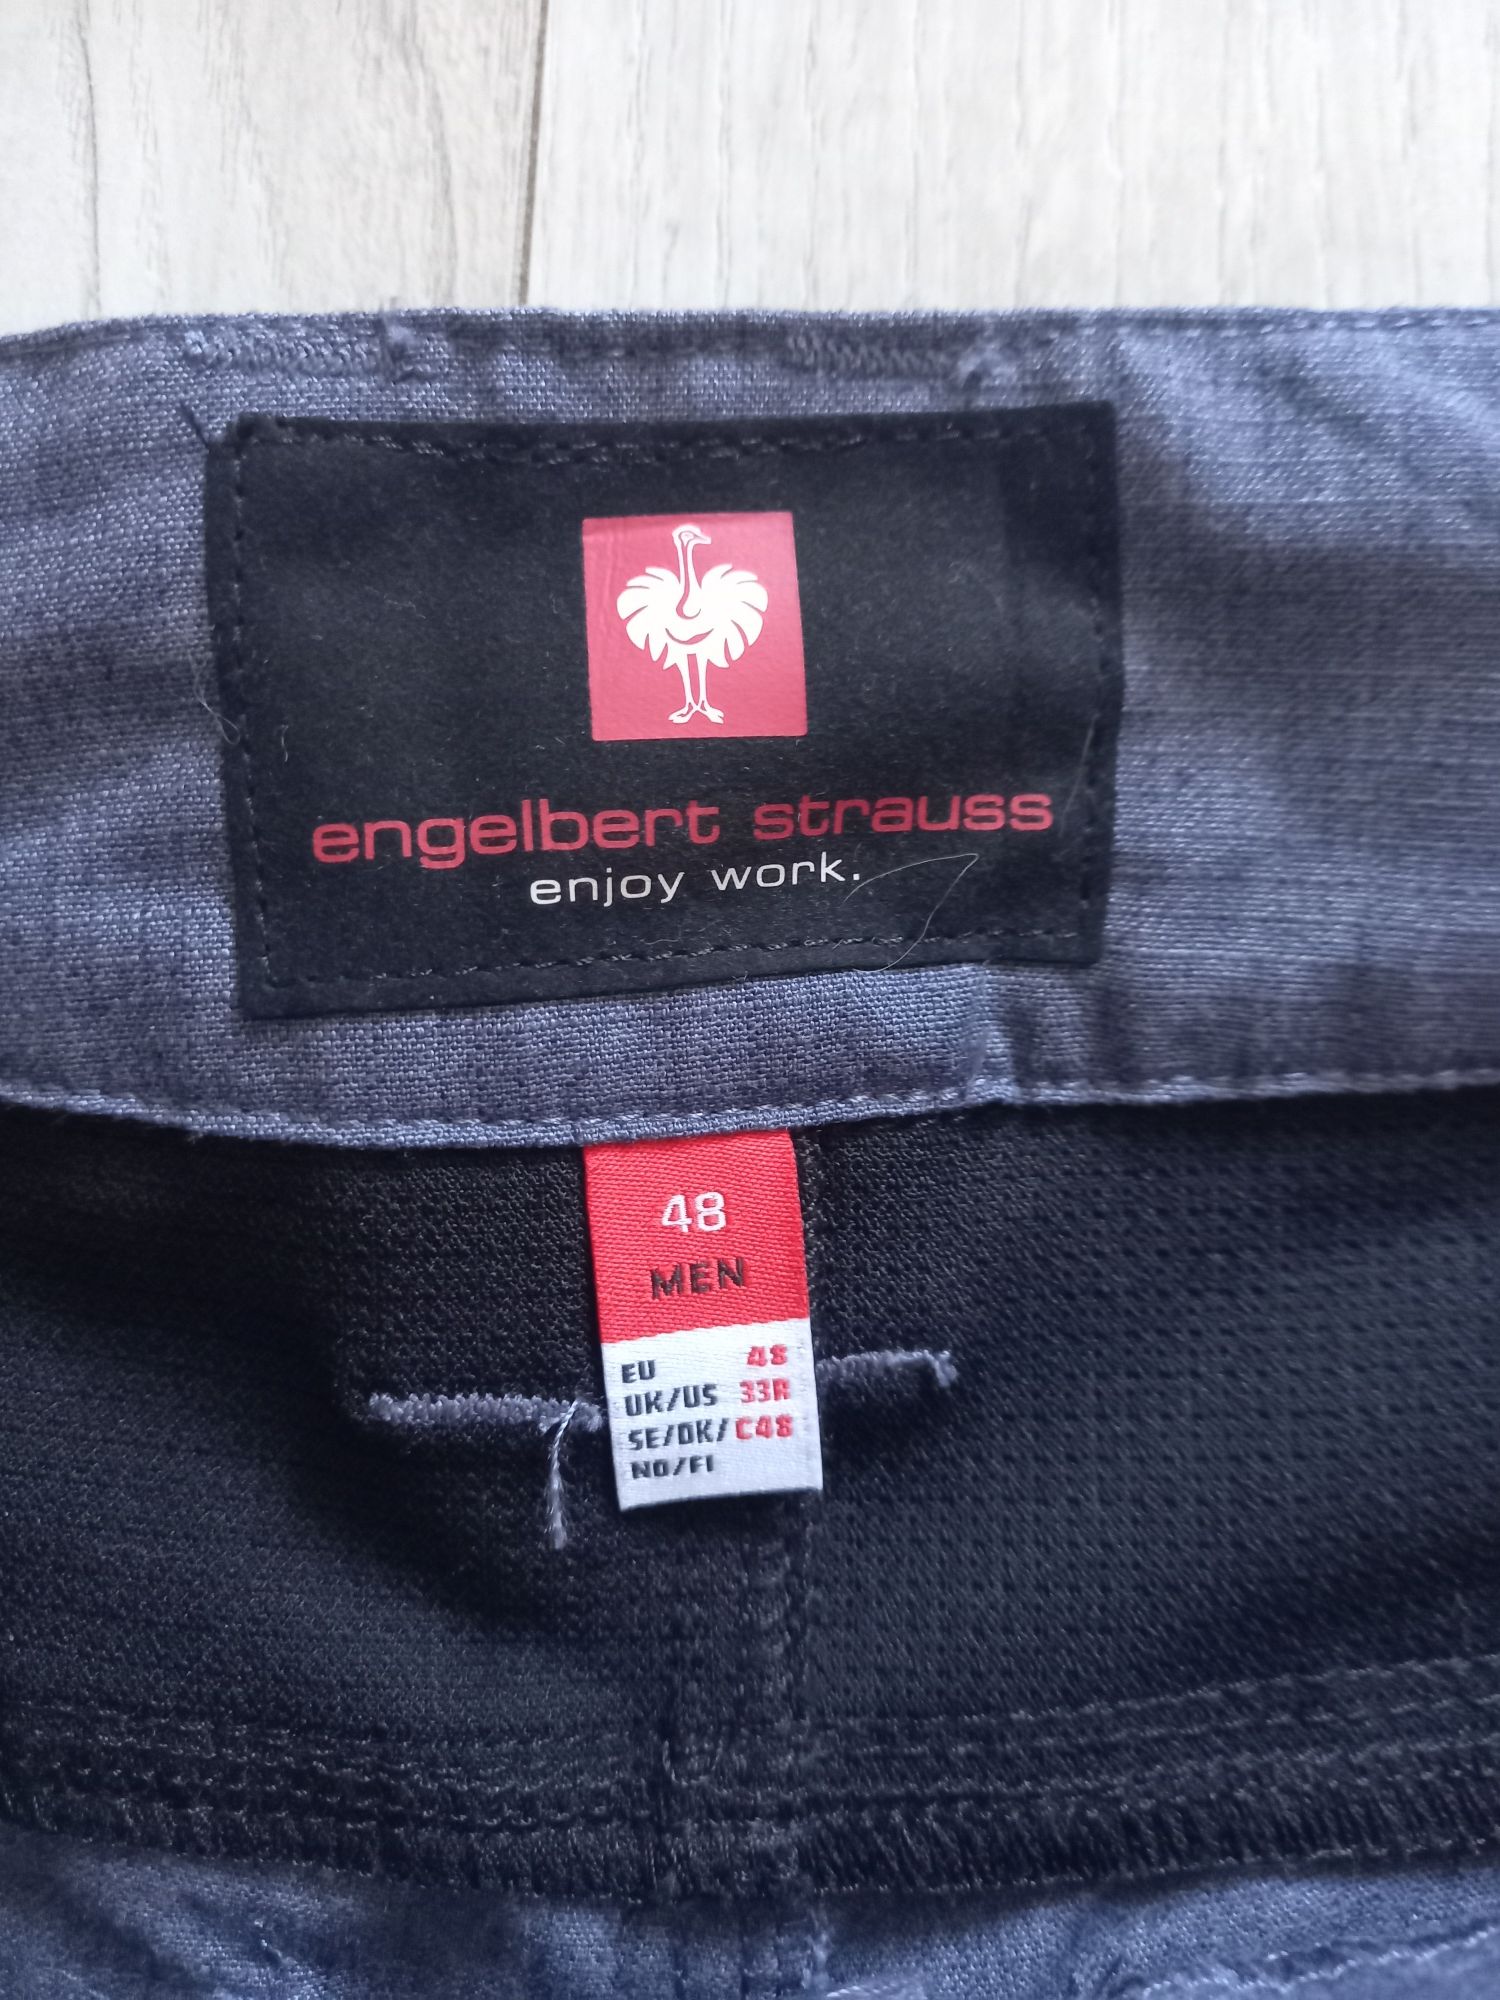 engelbert strauss
enjoy work.
48
MEN
EU 48
UK/US 33R
SE/DK/ C48
NO/FI